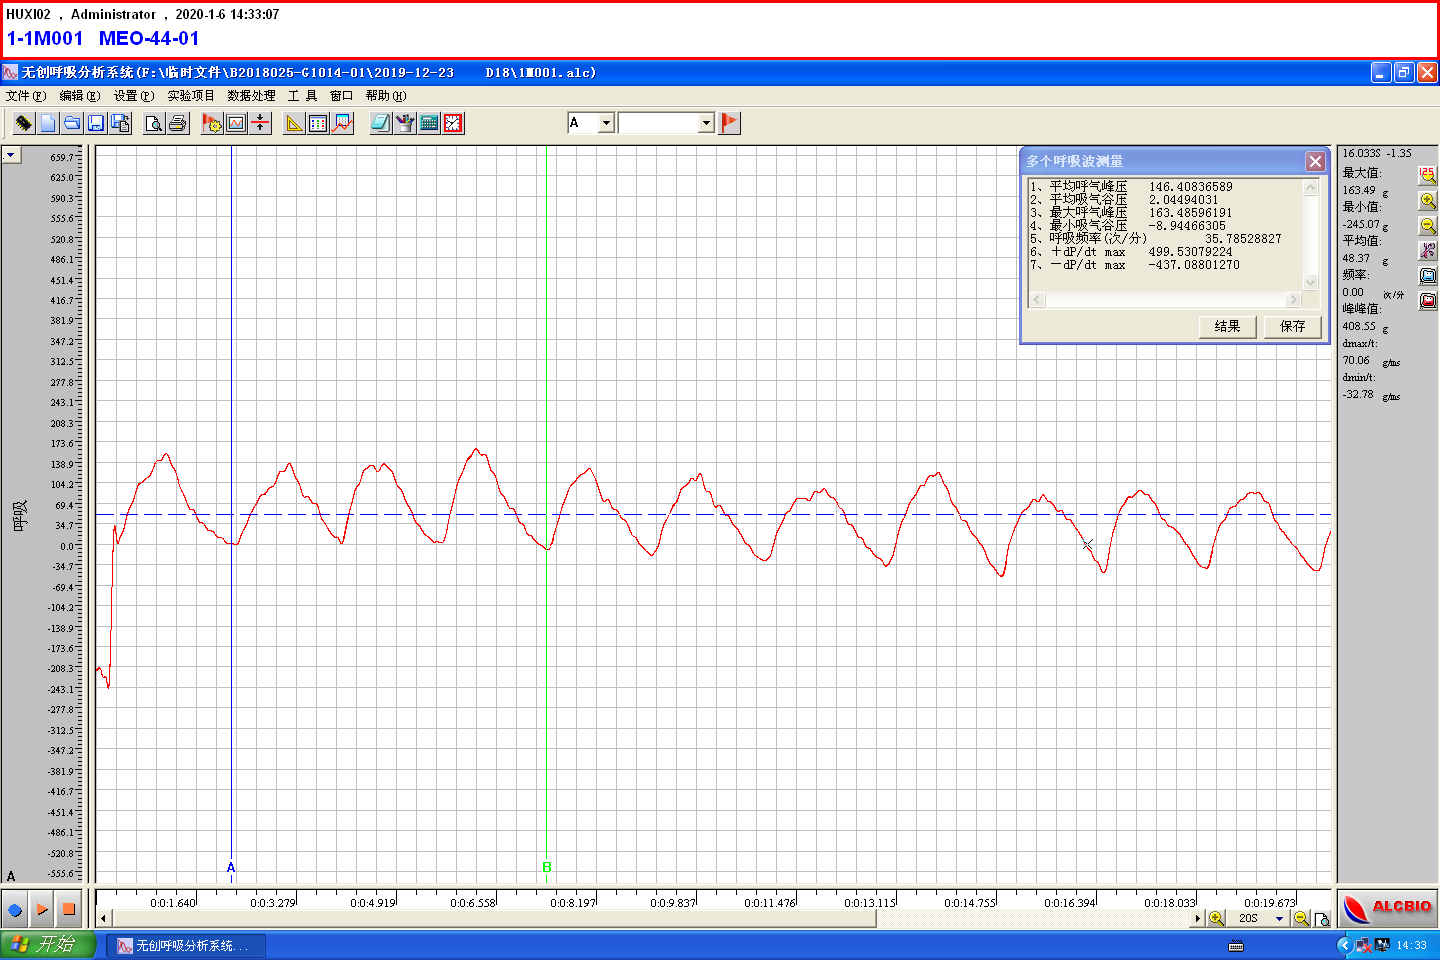 HUXI02 , Administrator , 2020-1-6 14:33:07
1-1M001 MEO-44-01
无创呼吸分析系统(F:\临时文件\B2018025-G1014-01\2019-12-23 D18\1M001.alc)
文件(F) 编辑(E) 设置(P) 实验项目 数据处理 工 具 窗口 帮助(H)
A
659.7
625.0
590.3
555.6
520.8
486.1
451.4
416.7
381.9
347.2
312.5
277.8
243.1
208.3
173.6
138.9
104.2
69.4
34.7
0.0
-34.7
-69.4
-104.2
-138.9
-173.6
-208.3
-243.1
-277.8
-312.5
-347.2
-381.9
-416.7
-451.4
-486.1
-520.8
-555.6
呼吸
A
A
B
多个呼吸波测量
1、平均呼气峰压 146.40836589
2、平均吸气谷压 2.04494031
3、最大呼气峰压 163.48596191
4、最小吸气谷压 -8.94466305
5、呼吸频率(次/分) 35.78528827
6、＋dP/dt max 499.53079224
7、－dP/dt max -437.08801270
结果 保存
16.033S -1.35
最大值:
163.49 g
最小值:
-245.07 g
平均值:
48.37 g
频率:
0.00 次/分
峰峰值:
408.55 g
dmax/t:
70.06 g/ms
dmin/t:
-32.78 g/ms
125
0:0:1.640 0:0:3.279 0:0:4.919 0:0:6.558 0:0:8.197 0:0:9.837 0:0:11.476 0:0:13.115 0:0:14.755 0:0:16.394 0:0:18.033 0:0:19.673
20S
ALCBIO
开始 无创呼吸分析系统... 14:33